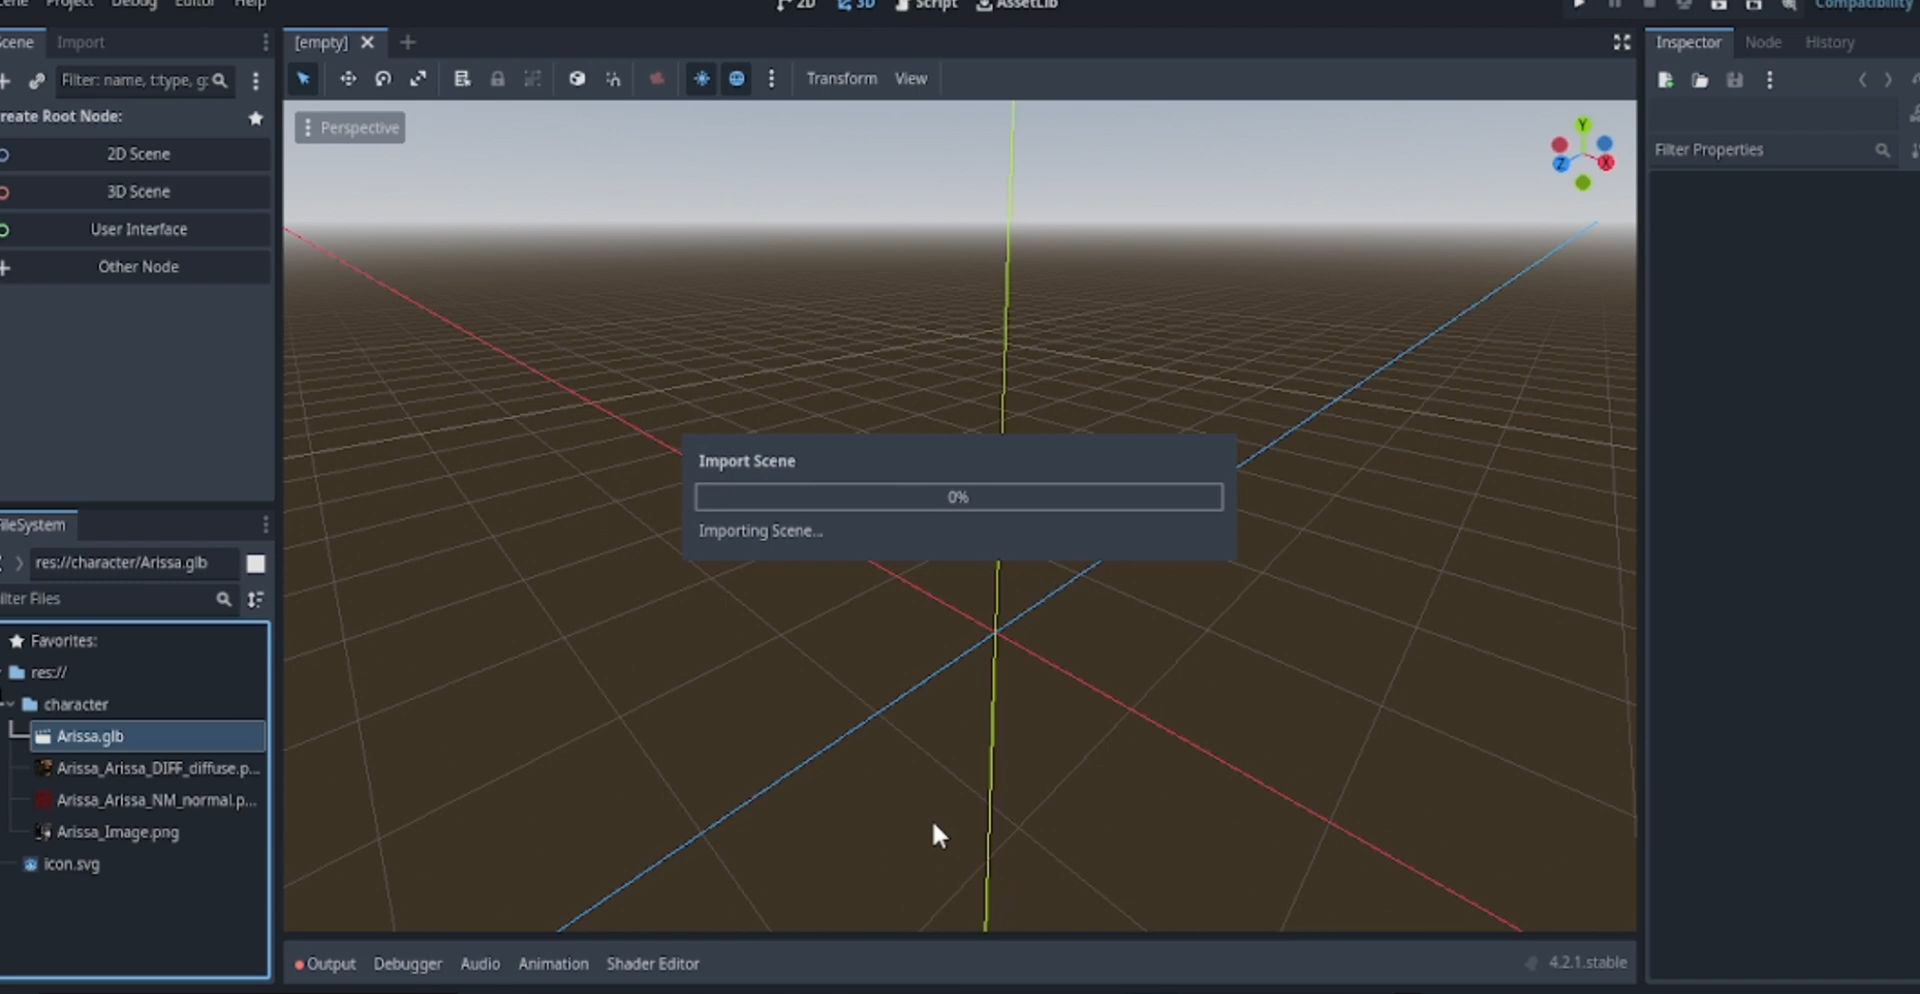 cene Project Debug Editor Help
2D 3D Script AssetLib
Compatibility
Scene Import
[empty]
Inspector Node History
Filter: name, t:type, g:
Transform View
reate Root Node:
Perspective
Y
Z X
Filter Properties
2D Scene
3D Scene
User Interface
Other Node
Import Scene
0%
Importing Scene...
FileSystem
res://character/Arissa.glb
ilter Files
Favorites:
res://
character
Arissa.glb
Arissa_Arissa_DIFF_diffuse.p...
Arissa_Arissa_NM_normal.p...
Arissa_Image.png
icon.svg
Output Debugger Audio Animation Shader Editor
4.2.1.stable